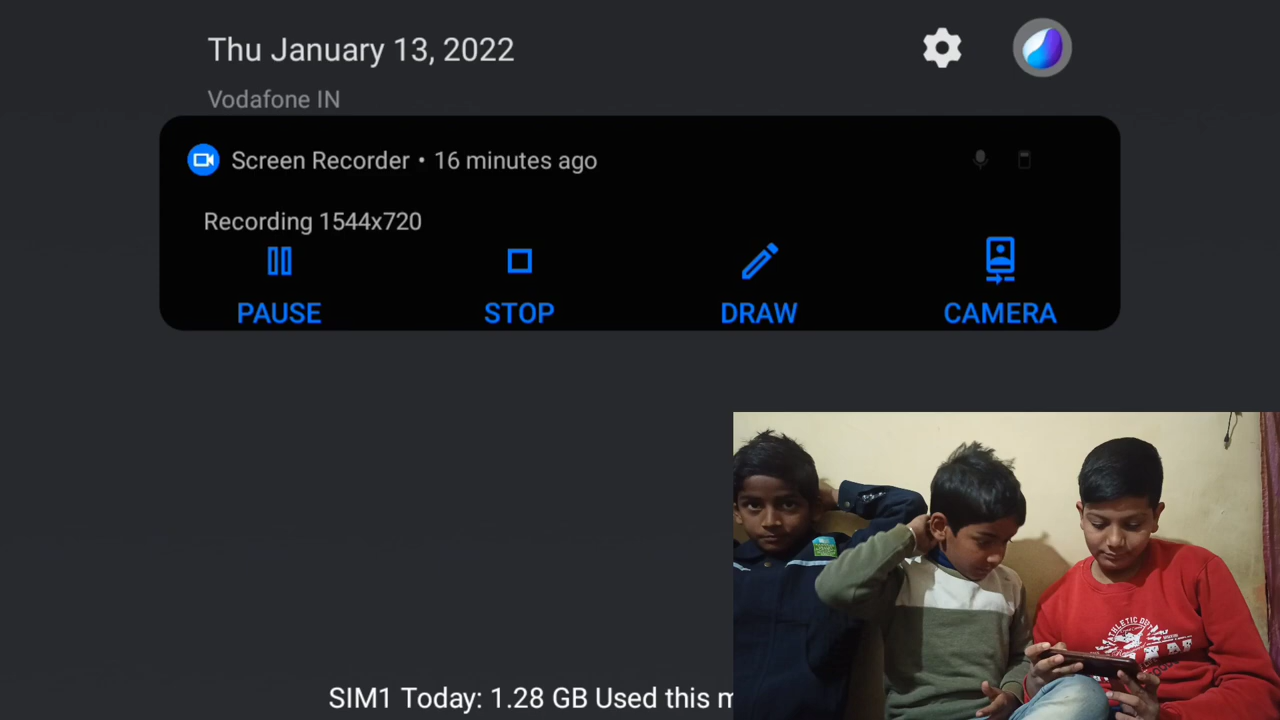 Thu January 13, 2022
Vodafone IN
Screen Recorder • 16 minutes ago
Recording 1544x720
PAUSE STOP DRAW CAMERA
ATHLETIC
SIM1 Today: 1.28 GB Used this